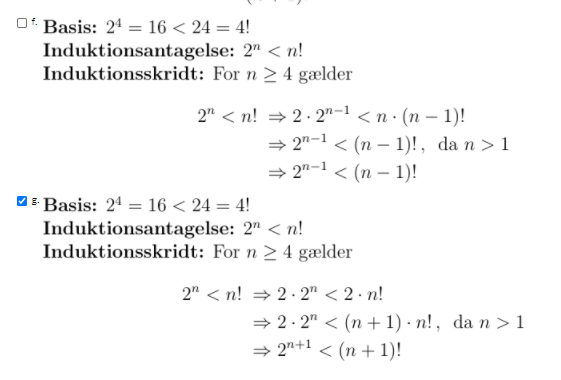 f. Basis: 2⁴ = 16 < 24 = 4!
Induktionsantagelse: 2ⁿ < n!
Induktionsskridt: For n ≥ 4 gælder
2ⁿ < n! ⇒ 2 · 2ⁿ⁻¹ < n · (n − 1)!
⇒ 2ⁿ⁻¹ < (n − 1)!, da n > 1
⇒ 2ⁿ⁻¹ < (n − 1)!
g. Basis: 2⁴ = 16 < 24 = 4!
Induktionsantagelse: 2ⁿ < n!
Induktionsskridt: For n ≥ 4 gælder
2ⁿ < n! ⇒ 2 · 2ⁿ < 2 · n!
⇒ 2 · 2ⁿ < (n + 1) · n!, da n > 1
⇒ 2ⁿ⁺¹ < (n + 1)!